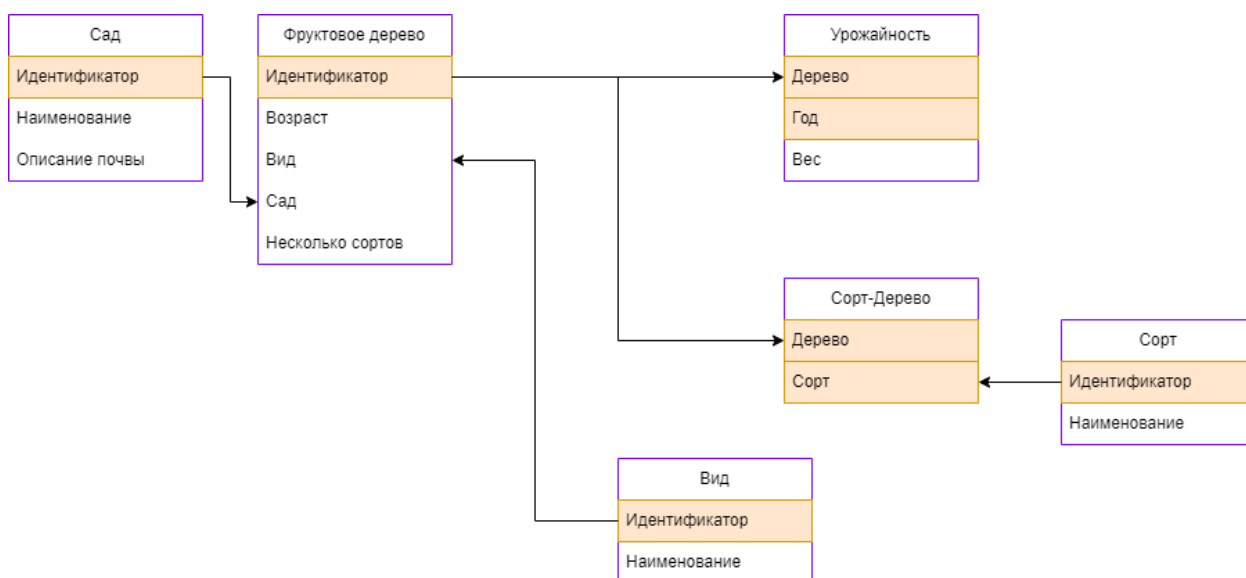 Сад
Идентификатор
Наименование
Описание почвы
Фруктовое дерево
Идентификатор
Возраст
Вид
Сад
Несколько сортов
Урожайность
Дерево
Год
Вес
Сорт-Дерево
Дерево
Сорт
Сорт
Идентификатор
Наименование
Вид
Идентификатор
Наименование